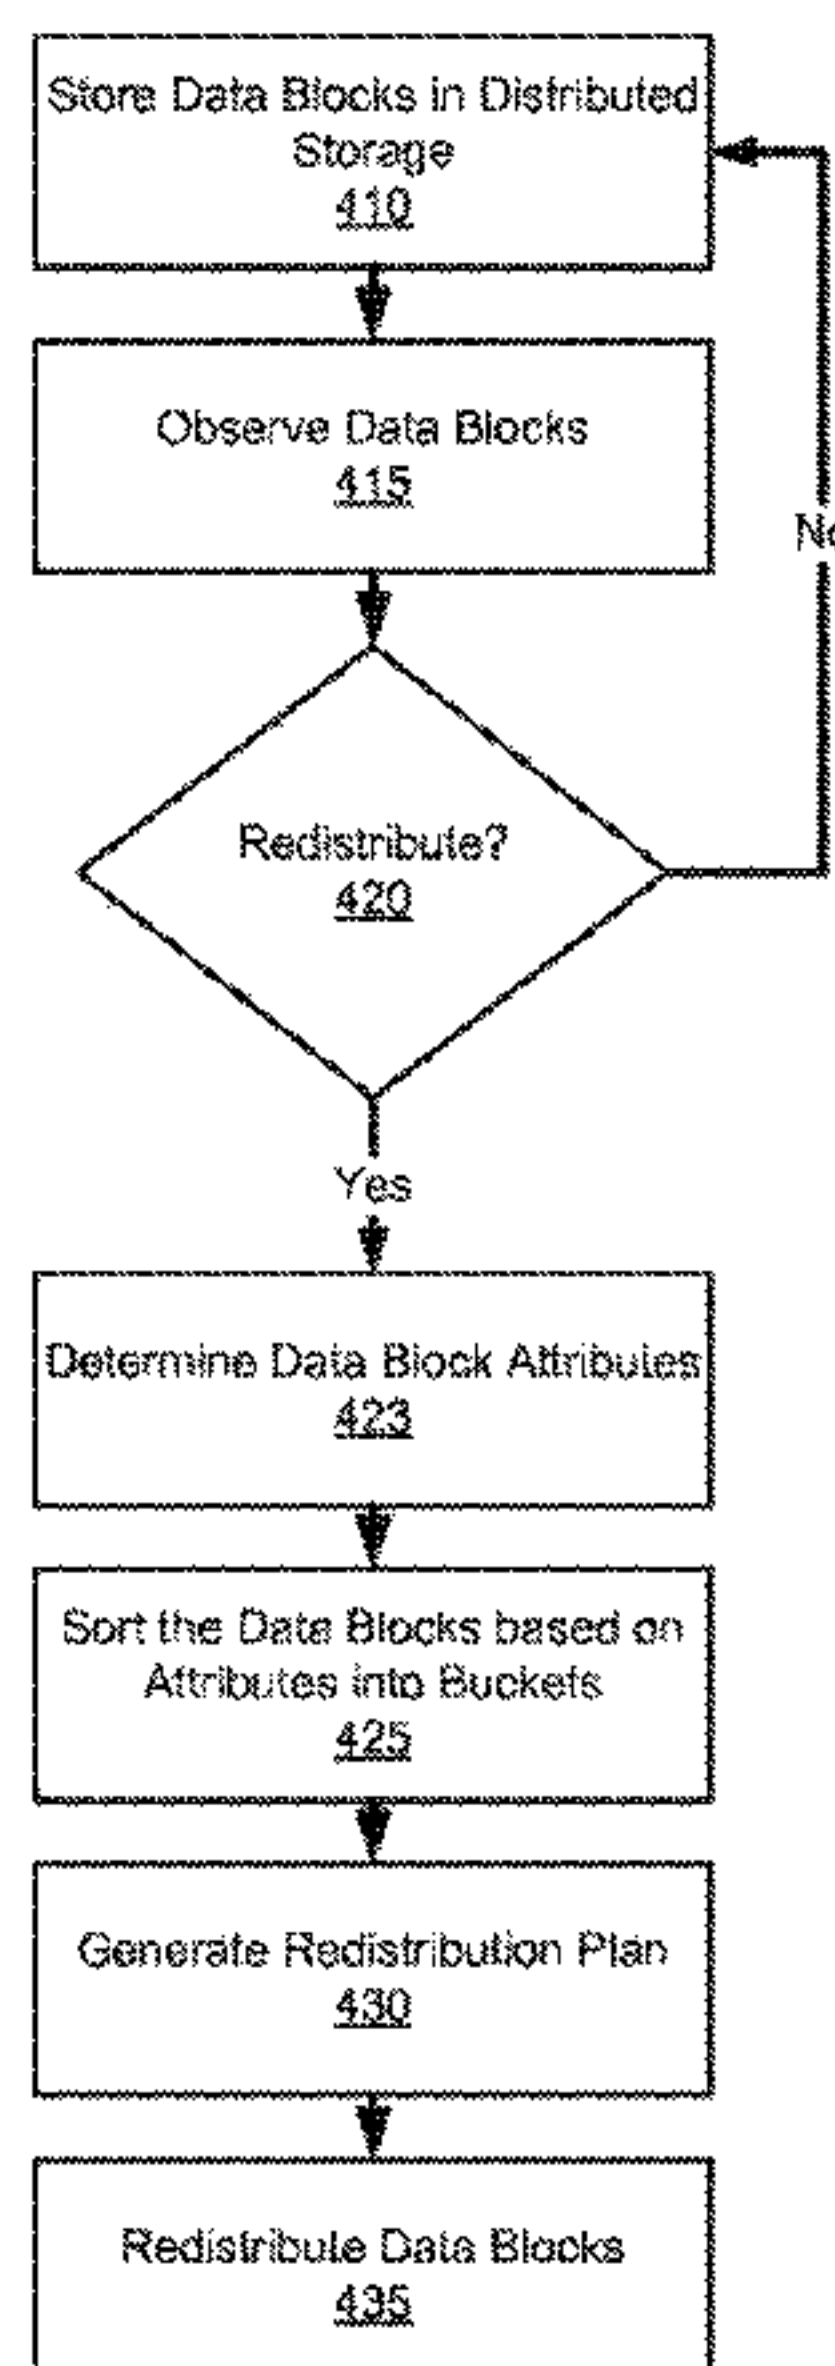 Store Data Blocks in Distributed
Storage
410
Observe Data Blocks
415
No
Redistribute?
420
Yes
Determine Data Block Attributes
423
Sort the Data Blocks based on
Attributes into Buckets
425
Generate Redistribution Plan
430
Redistribute Data Blocks
435